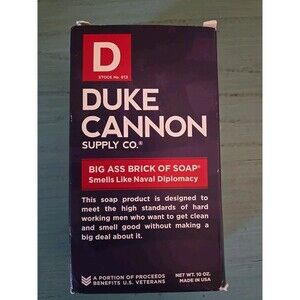 D
STOCK No. 013
DUKE
CANNON
SUPPLY CO.®
BIG ASS BRICK OF SOAP®
Smells Like Naval Diplomacy
This soap product is designed to
meet the high standards of hard
working men who want to get clean
and smell good without making a
big deal about it.
A PORTION OF PROCEEDS
BENEFITS U.S. VETERANS
NET WT. 10 OZ.
MADE IN USA